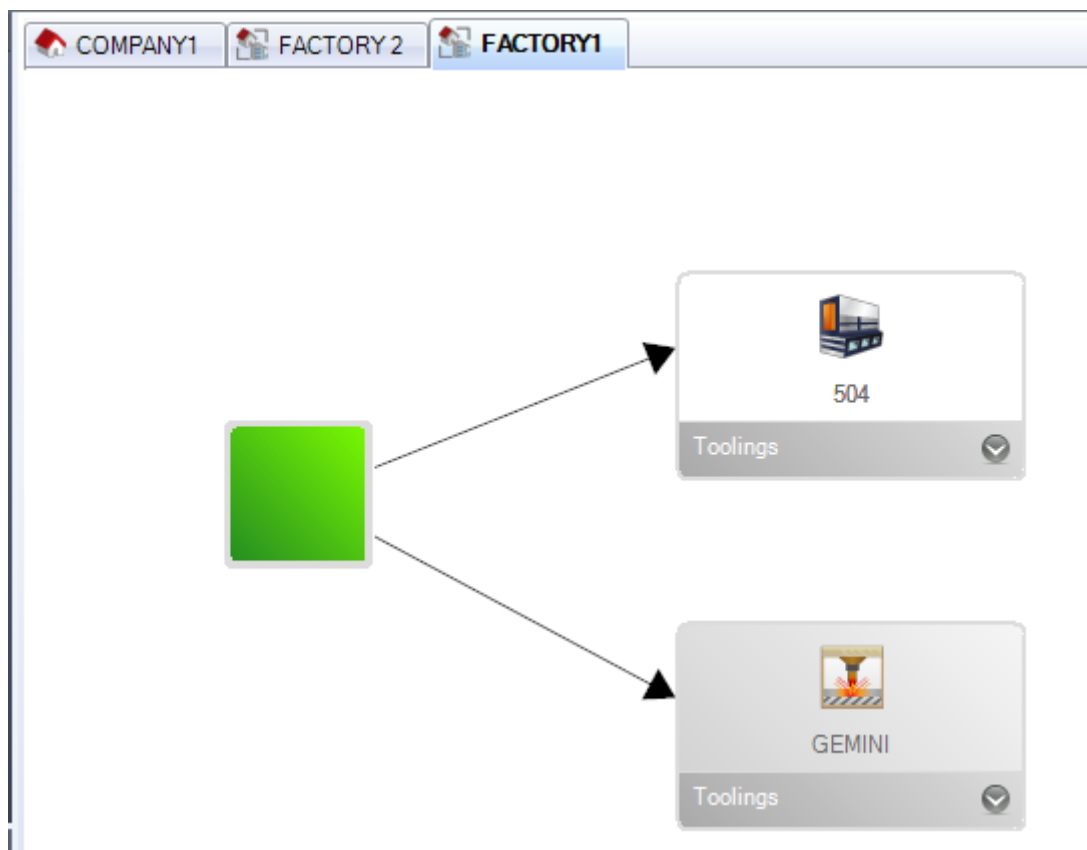 COMPANY1
FACTORY 2
FACTORY1
504
Toolings
GEMINI
Toolings